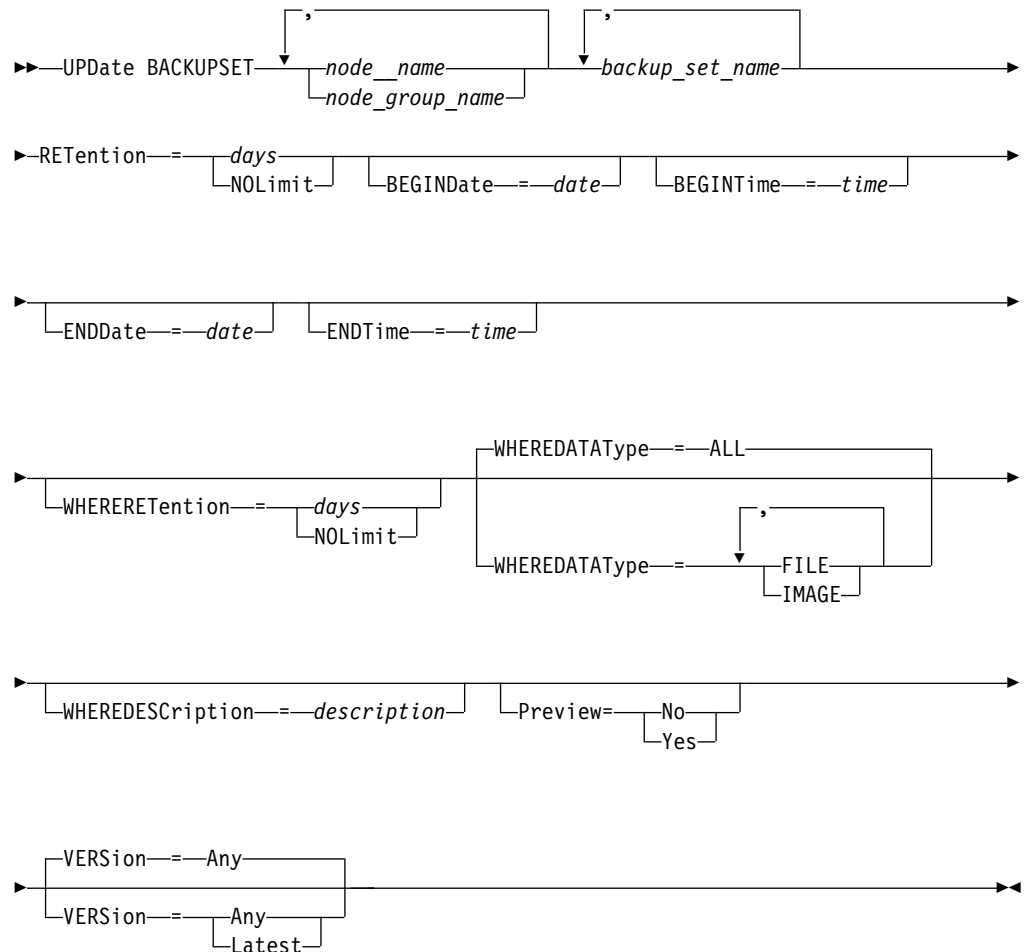 ,
,
UPDate BACKUPSET node__name backup_set_name
node_group_name
RETention = days
NOLimit
BEGINDate = date
BEGINTime = time
ENDDate = date
ENDTime = time
WHERERETention = days
NOLimit
WHEREDATAType = ALL
,
WHEREDATAType = FILE
IMAGE
WHEREDESCription = description
Preview= No
Yes
VERSion = Any
VERSion = Any
Latest